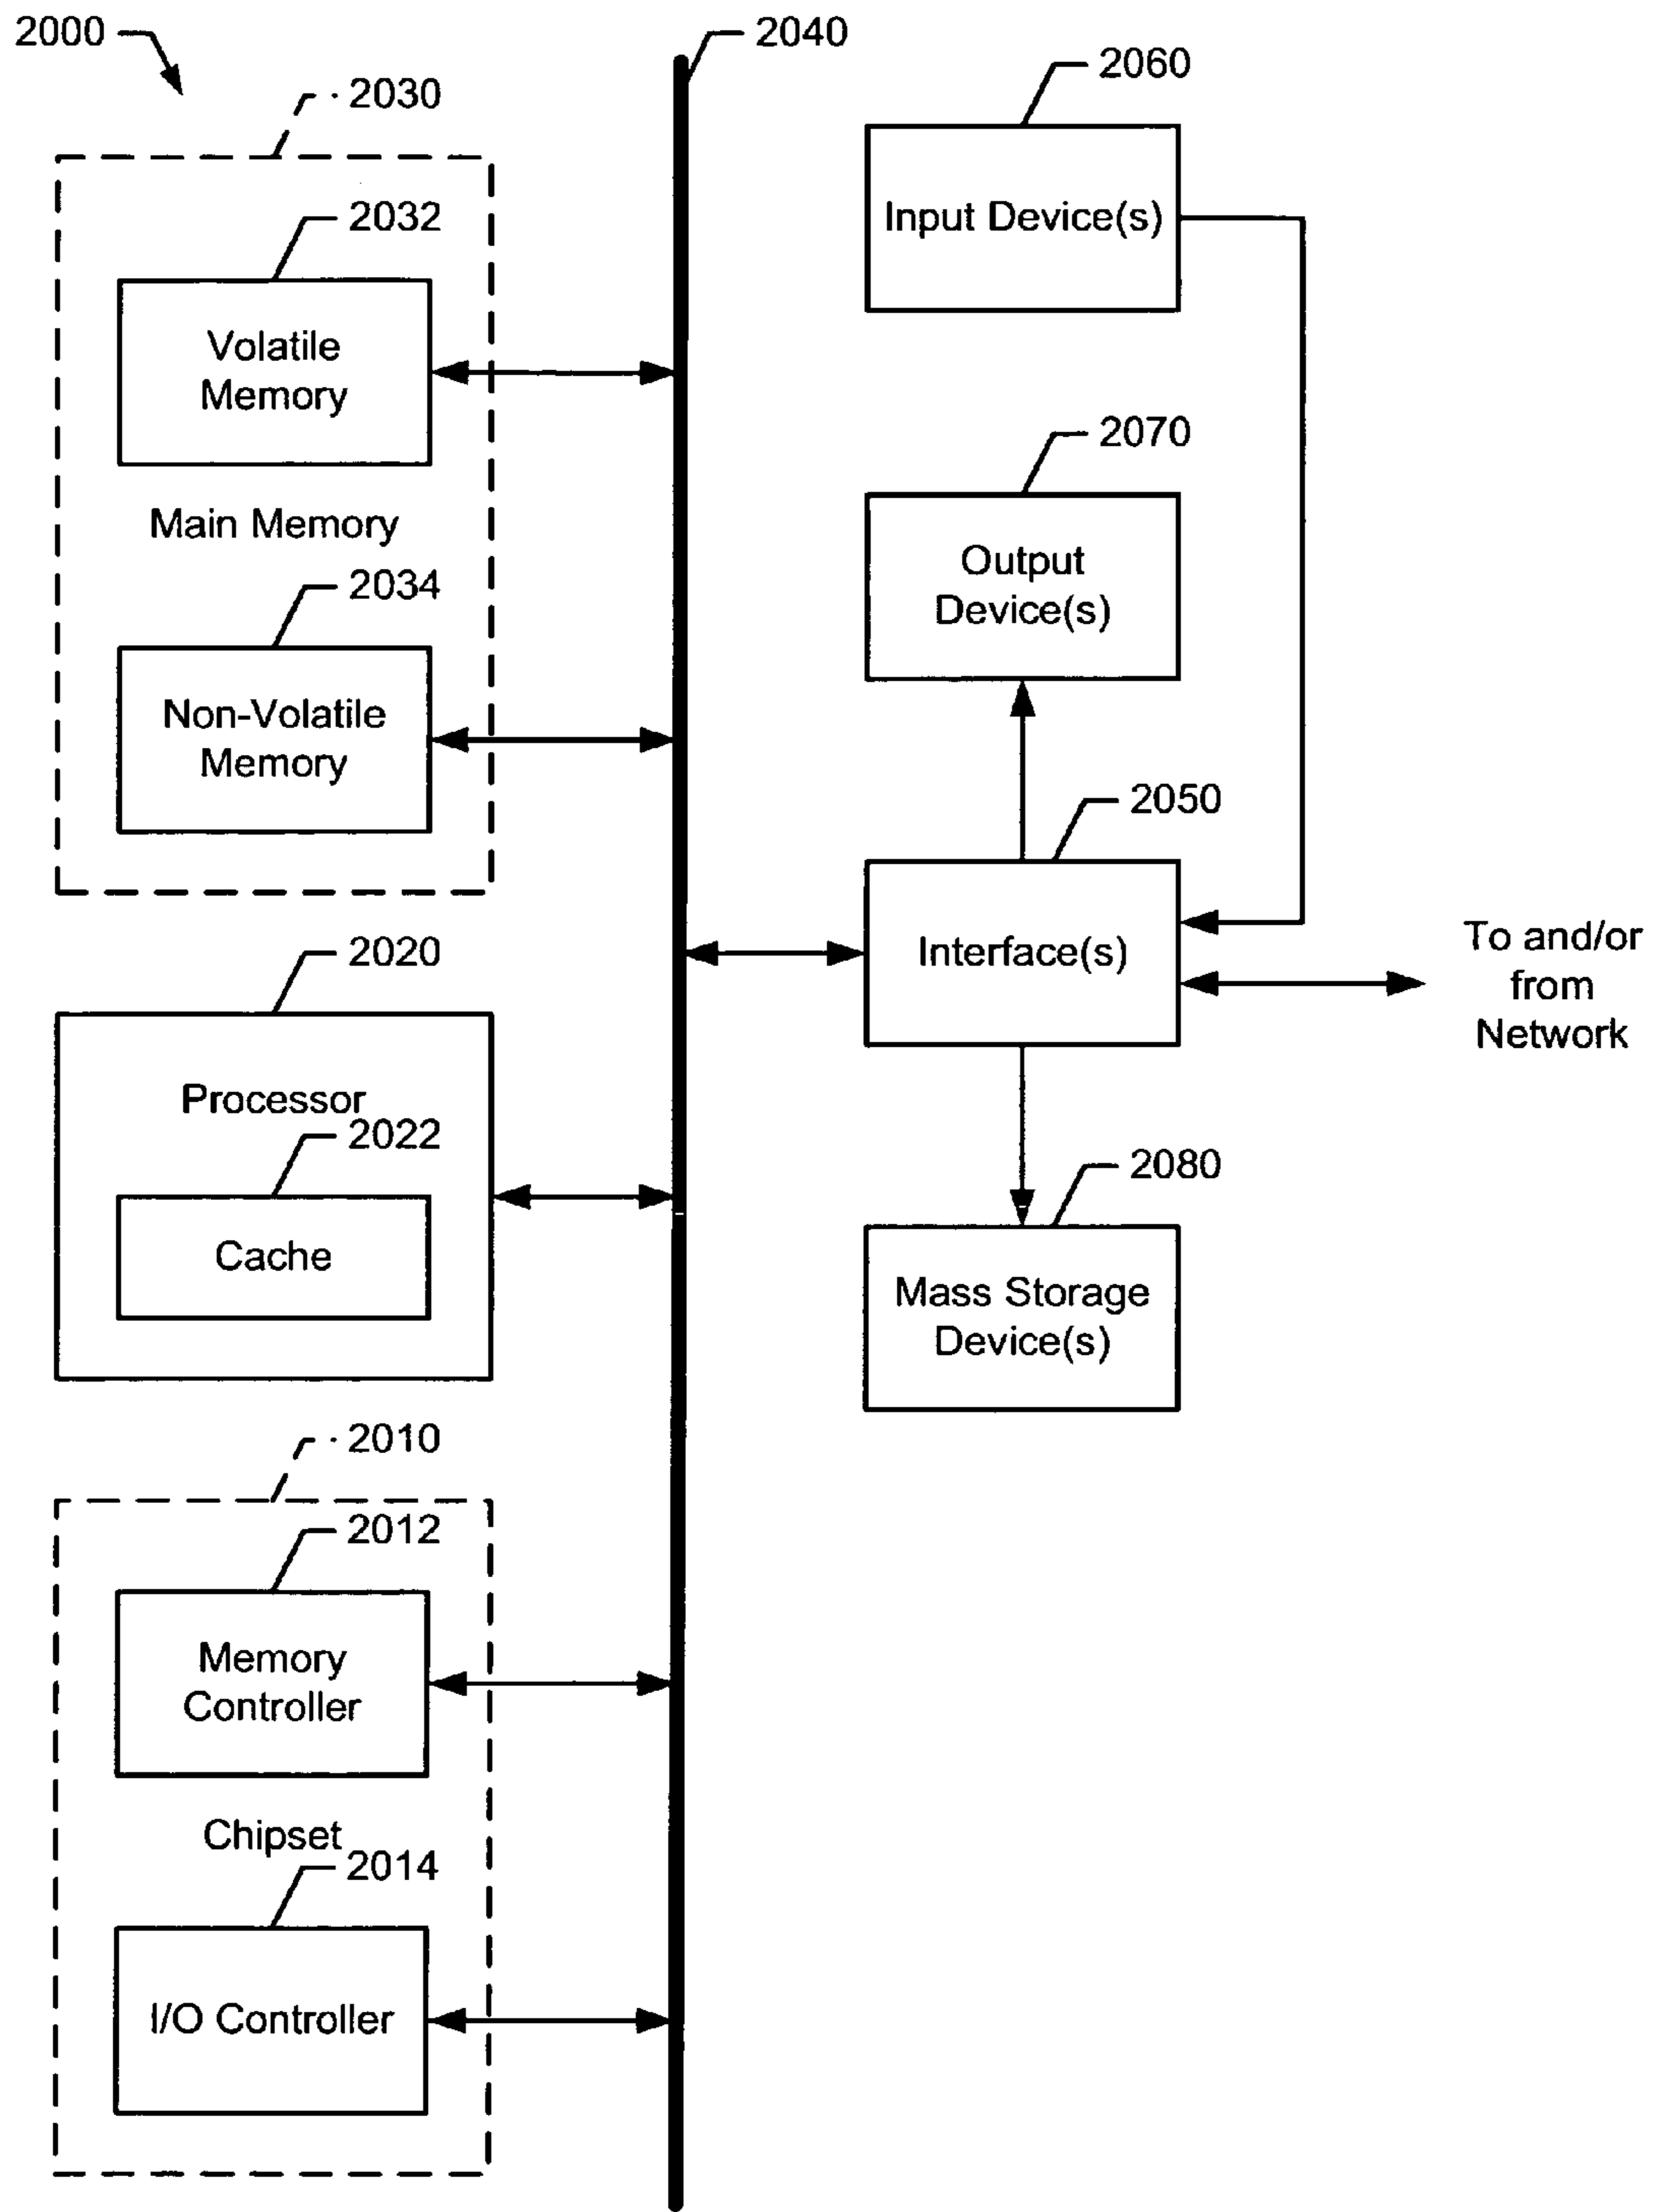 2000
2040
2030
2060
2032
Input Device(s)
Volatile
Memory
2070
Main Memory
Output
Device(s)
2034
Non-Volatile
Memory
2050
Interface(s)
To and/or
from
Network
2020
Processor
2022
Cache
2080
Mass Storage
Device(s)
2010
2012
Memory
Controller
Chipset
2014
I/O Controller